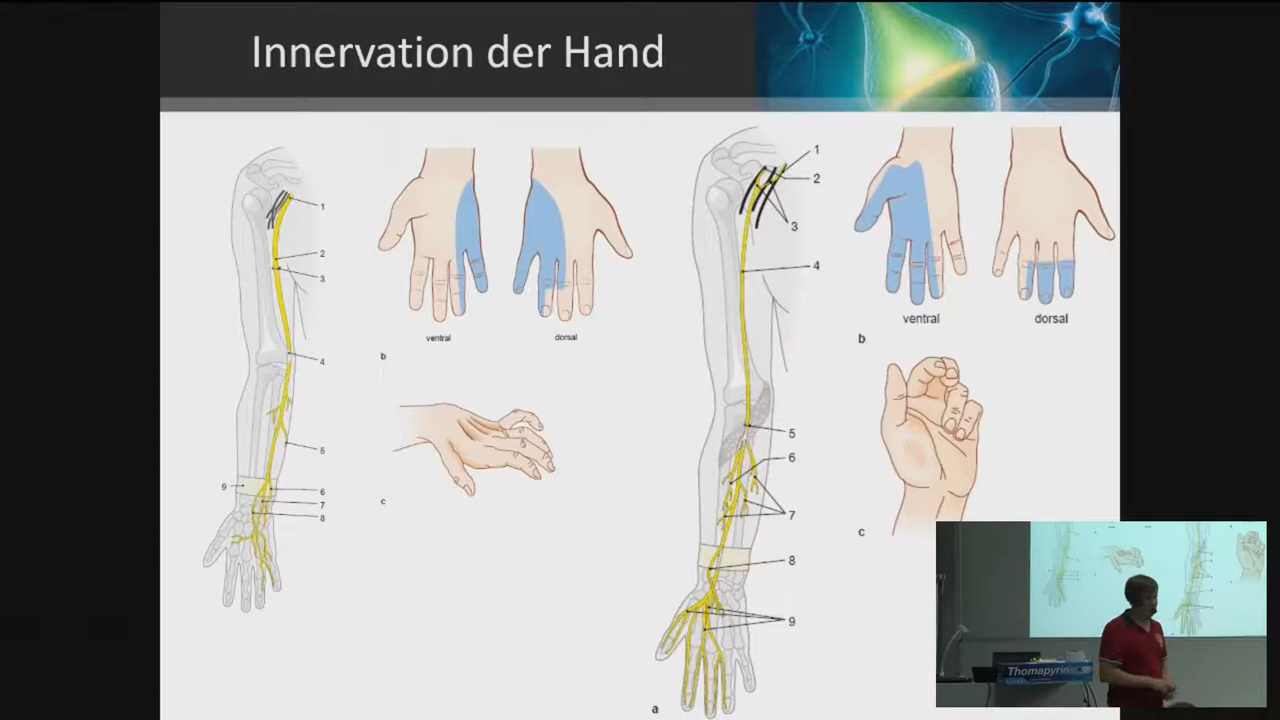 Innervation der Hand
1
2
3
4
5
6
7
8
9
ventral
dorsal
b
c
1
2
3
4
5
6
7
8
9
a
ventral
dorsal
b
c
Thomapyrin